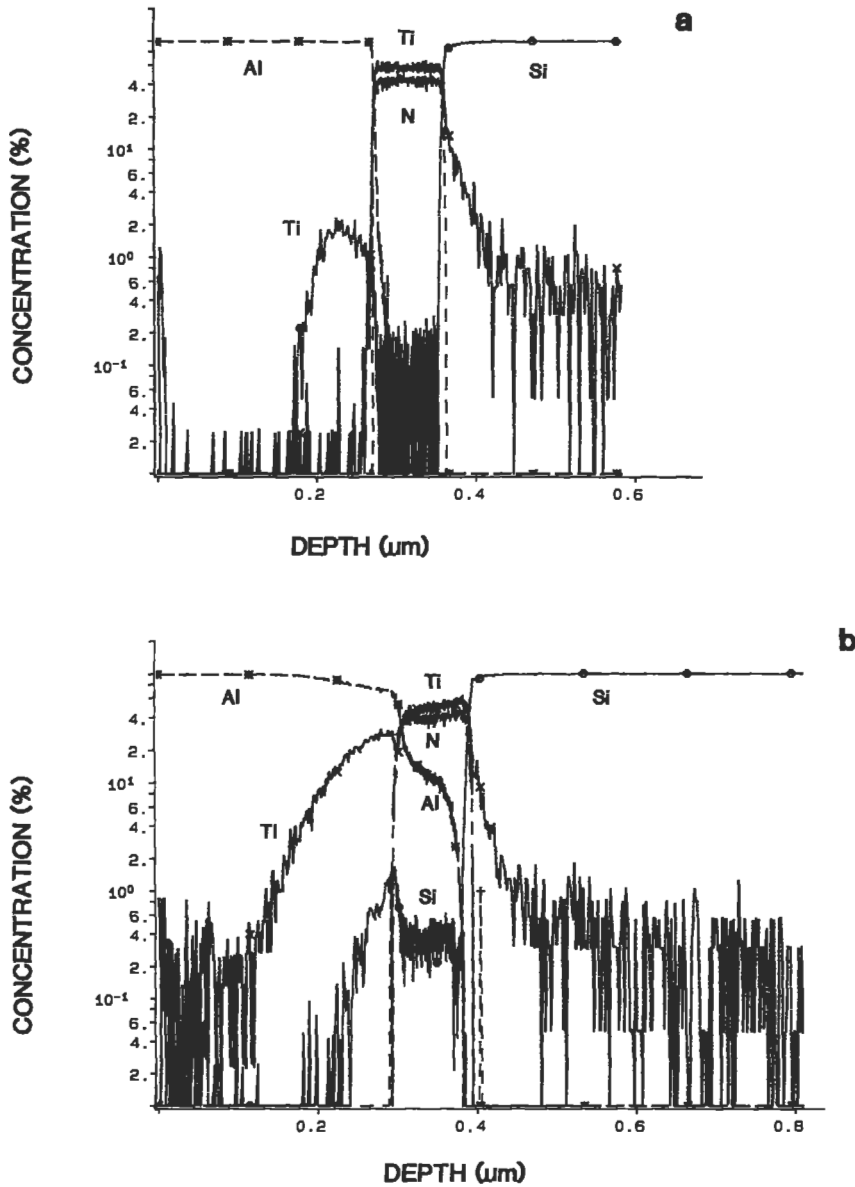 a
Ti
Al
Si
4.
2.
N
10¹
6.
4.
Ti
2.
10⁰
6.
4.
2.
10⁻¹
6.
4.
2.
CONCENTRATION (%)
0.2
0.4
0.6
DEPTH (μm)
b
Ti
Al
Si
4.
N
2.
10¹
Al
6.
4.
Ti
2.
10⁰
Si
6.
4.
2.
10⁻¹
6.
4.
2.
CONCENTRATION (%)
0.2
0.4
0.6
0.8
DEPTH (μm)